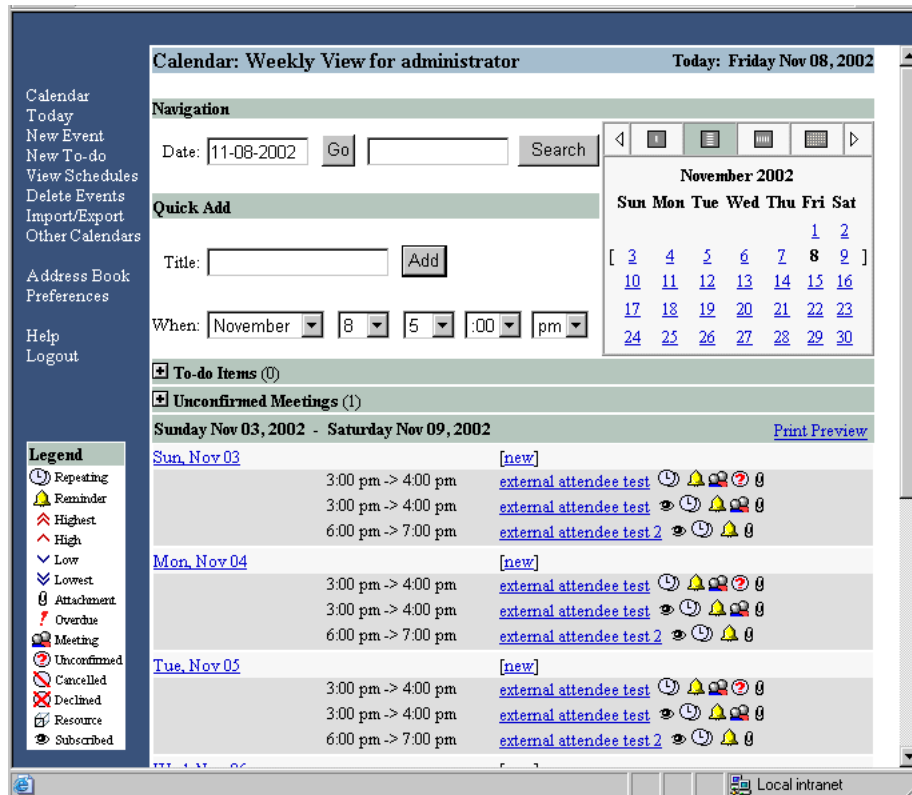 Calendar: Weekly View for administrator Today: Friday Nov 08, 2002
Calendar
Today
New Event
New To-do
View Schedules
Delete Events
Import/Export
Other Calendars
Address Book
Preferences
Help
Logout
Navigation
Date: 11-08-2002 Go Search
Quick Add
Title: Add
When: November 8 5 :00 pm
November 2002
Sun Mon Tue Wed Thu Fri Sat
1 2
[ 3 4 5 6 7 8 9 ]
10 11 12 13 14 15 16
17 18 19 20 21 22 23
24 25 26 27 28 29 30
To-do Items (0)
Unconfirmed Meetings (1)
Sunday Nov 03, 2002 - Saturday Nov 09, 2002 Print Preview
Sun, Nov 03 [new]
3:00 pm -> 4:00 pm external attendee test
3:00 pm -> 4:00 pm external attendee test
6:00 pm -> 7:00 pm external attendee test 2
Mon, Nov 04 [new]
3:00 pm -> 4:00 pm external attendee test
3:00 pm -> 4:00 pm external attendee test
6:00 pm -> 7:00 pm external attendee test 2
Tue, Nov 05 [new]
3:00 pm -> 4:00 pm external attendee test
3:00 pm -> 4:00 pm external attendee test
6:00 pm -> 7:00 pm external attendee test 2
Legend
Repeating
Reminder
Highest
High
Low
Lowest
Attachment
Overdue
Meeting
Unconfirmed
Cancelled
Declined
Resource
Subscribed
Local intranet